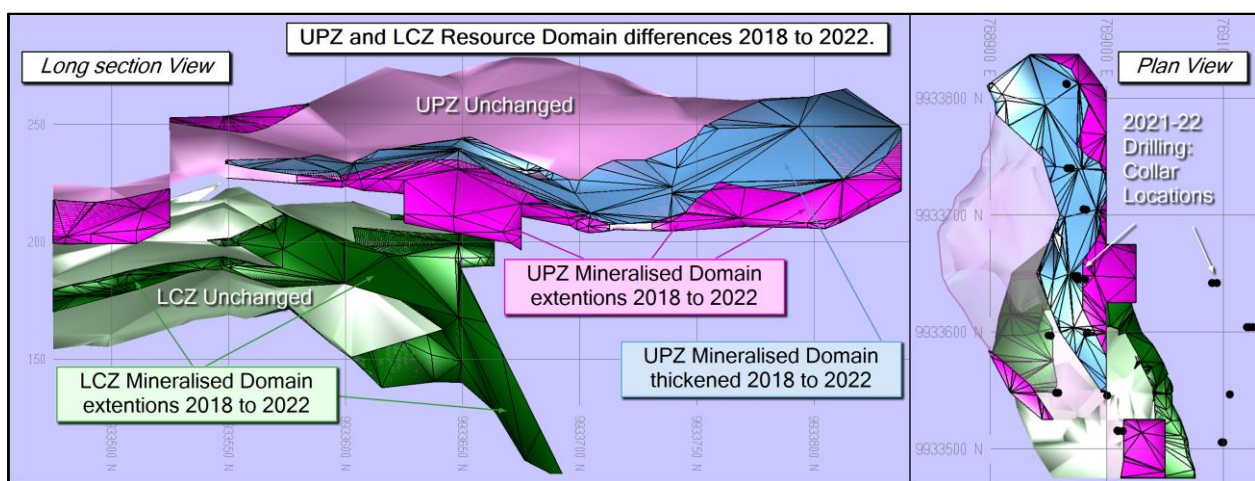 UPZ and LCZ Resource Domain differences 2018 to 2022.
Long section View
UPZ Unchanged
250
200
150
LCZ Unchanged
UPZ Mineralised Domain
extentions 2018 to 2022
LCZ Mineralised Domain
extentions 2018 to 2022
UPZ Mineralised Domain
thickened 2018 to 2022
9933500 N
9933550 N
9933600 N
9933650 N
9933700 N
9933750 N
9933800 N
768900 E
769000 E
Plan View
9933800 N
2021-22
Drilling:
Collar
Locations
9933700 N
9933600 N
9933500 N